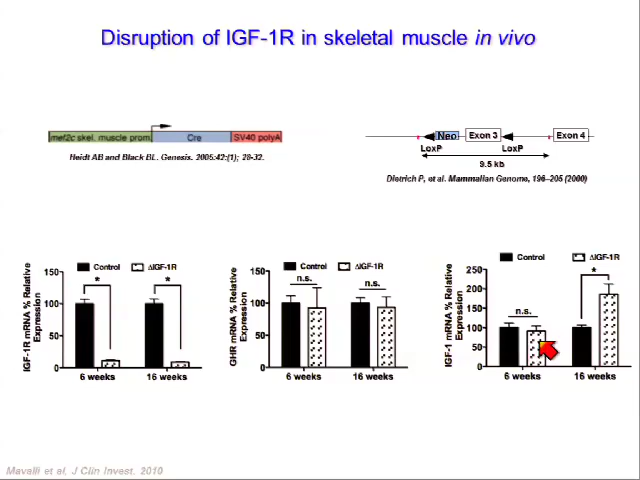 Disruption of IGF-1R in skeletal muscle in vivo
mef2c skel. muscle prom. Cre SV40 polyA
Heidt AB and Black BL. Genesis. 2005:42:(1); 28-32.
Neo Exon 3 Exon 4
LoxP LoxP
9.5 kb
Dietrich P, et al. Mammalian Genome, 196–205 (2000)
Control ΔIGF-1R
IGF-1R mRNA % Relative
Expression
150
100
50
0
* *
6 weeks 16 weeks
Control ΔIGF-1R
GHR mRNA % Relative
Expression
150
100
50
0
n.s. n.s.
6 weeks 16 weeks
Control ΔIGF-1R
IGF-1 mRNA % Relative
Expression
250
200
150
100
50
0
n.s. *
6 weeks 16 weeks
Mavalli et al, J Clin Invest. 2010